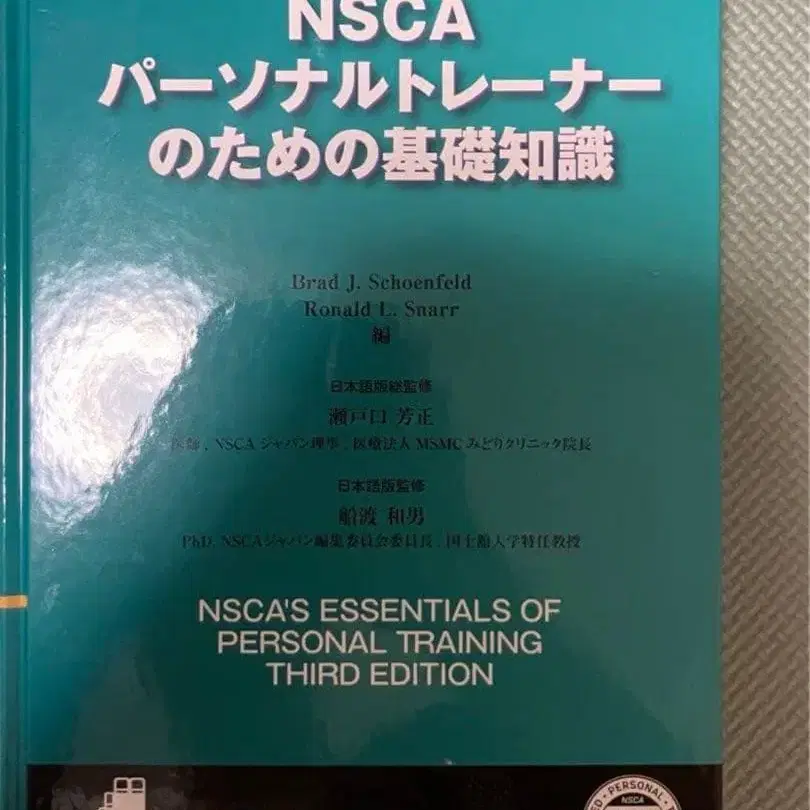 NSCA
パーソナルトレーナー
のための基礎知識
Brad J. Schoenfeld
Ronald L. Snarr
編
日本語版総監修
瀬戸口 芳正
医師, NSCAジャパン理事, 医療法人 MSMC みどりクリニック院長
日本語版監修
船渡 和男
PhD, NSCAジャパン編集委員会委員長, 国士舘大学特任教授
NSCA'S ESSENTIALS OF
PERSONAL TRAINING
THIRD EDITION
PERSONAL
NSCA